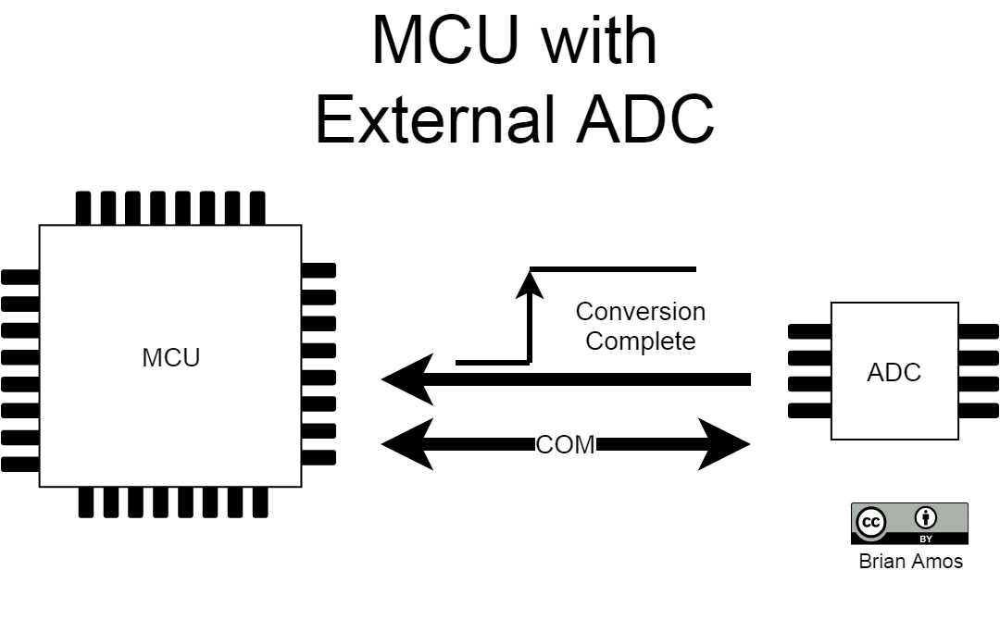 MCU with
External ADC
MCU
Conversion
Complete
ADC
COM
cc
BY
Brian Amos